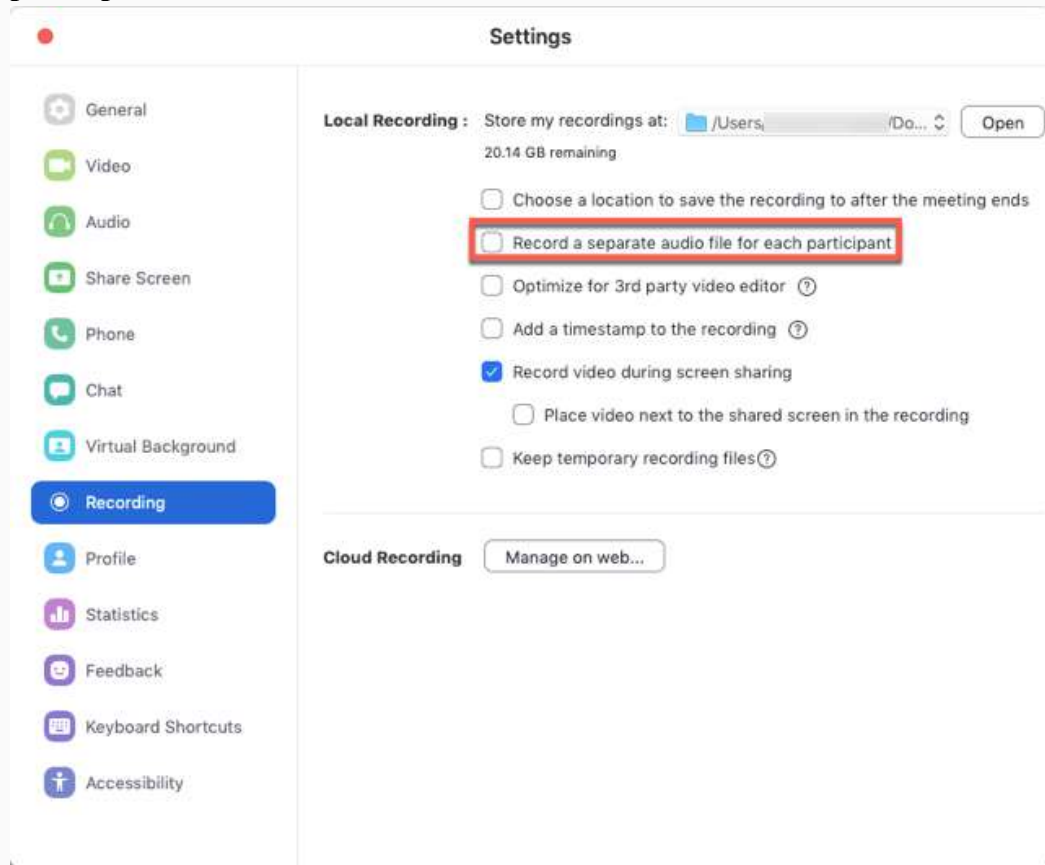 Settings
General
Video
Audio
Share Screen
Phone
Chat
Virtual Background
Recording
Profile
Statistics
Feedback
Keyboard Shortcuts
Accessibility
Local Recording : Store my recordings at: /Users/ /Do... Open
20.14 GB remaining
Choose a location to save the recording to after the meeting ends
Record a separate audio file for each participant
Optimize for 3rd party video editor ?
Add a timestamp to the recording ?
Record video during screen sharing
Place video next to the shared screen in the recording
Keep temporary recording files ?
Cloud Recording Manage on web...